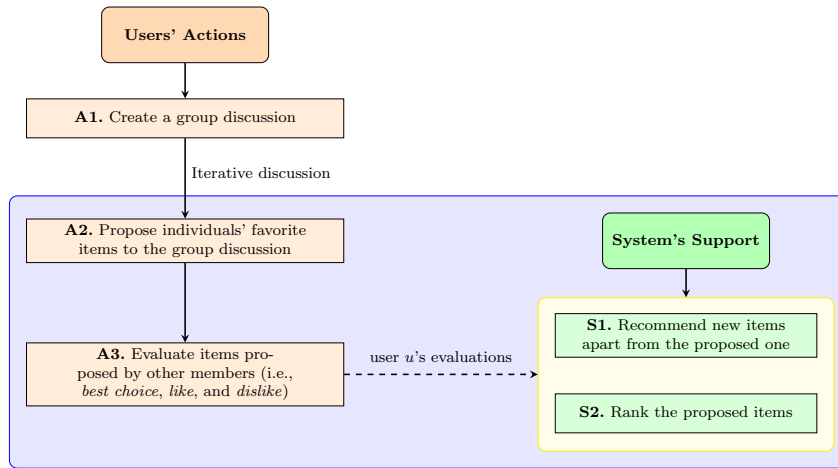 Users' Actions
A1. Create a group discussion
Iterative discussion
A2. Propose individuals' favorite
items to the group discussion
System's Support
S1. Recommend new items
apart from the proposed one
A3. Evaluate items pro-
posed by other members (i.e.,
best choice, like, and dislike)
user u's evaluations
S2. Rank the proposed items